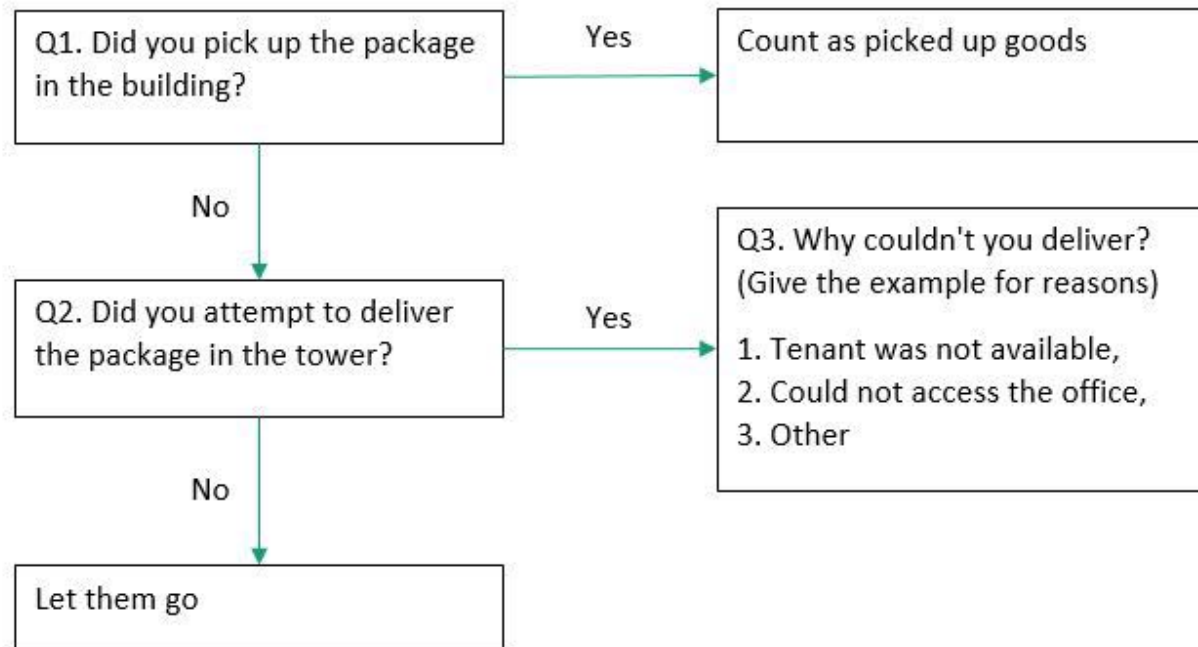 Q1. Did you pick up the package
in the building?
Yes
Count as picked up goods
No
Q2. Did you attempt to deliver
the package in the tower?
Yes
Q3. Why couldn't you deliver?
(Give the example for reasons)
1. Tenant was not available,
2. Could not access the office,
3. Other
No
Let them go